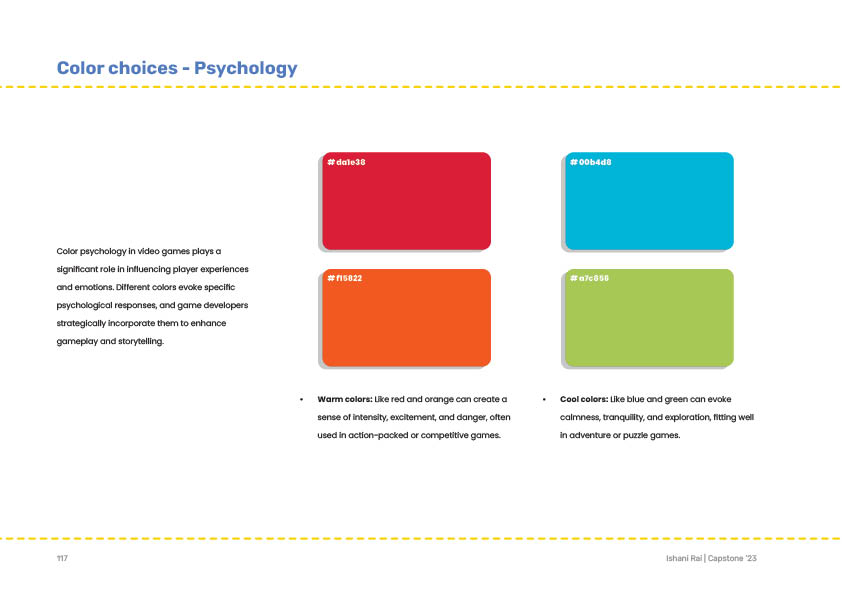 Color choices - Psychology
Color psychology in video games plays a
significant role in influencing player experiences
and emotions. Different colors evoke specific
psychological responses, and game developers
strategically incorporate them to enhance
gameplay and storytelling.
#da1e38
#00b4d8
#f15822
#a7c856
• Warm colors: Like red and orange can create a
sense of intensity, excitement, and danger, often
used in action-packed or competitive games.
• Cool colors: Like blue and green can evoke
calmness, tranquility, and exploration, fitting well
in adventure or puzzle games.
117
Ishani Rai | Capstone '23